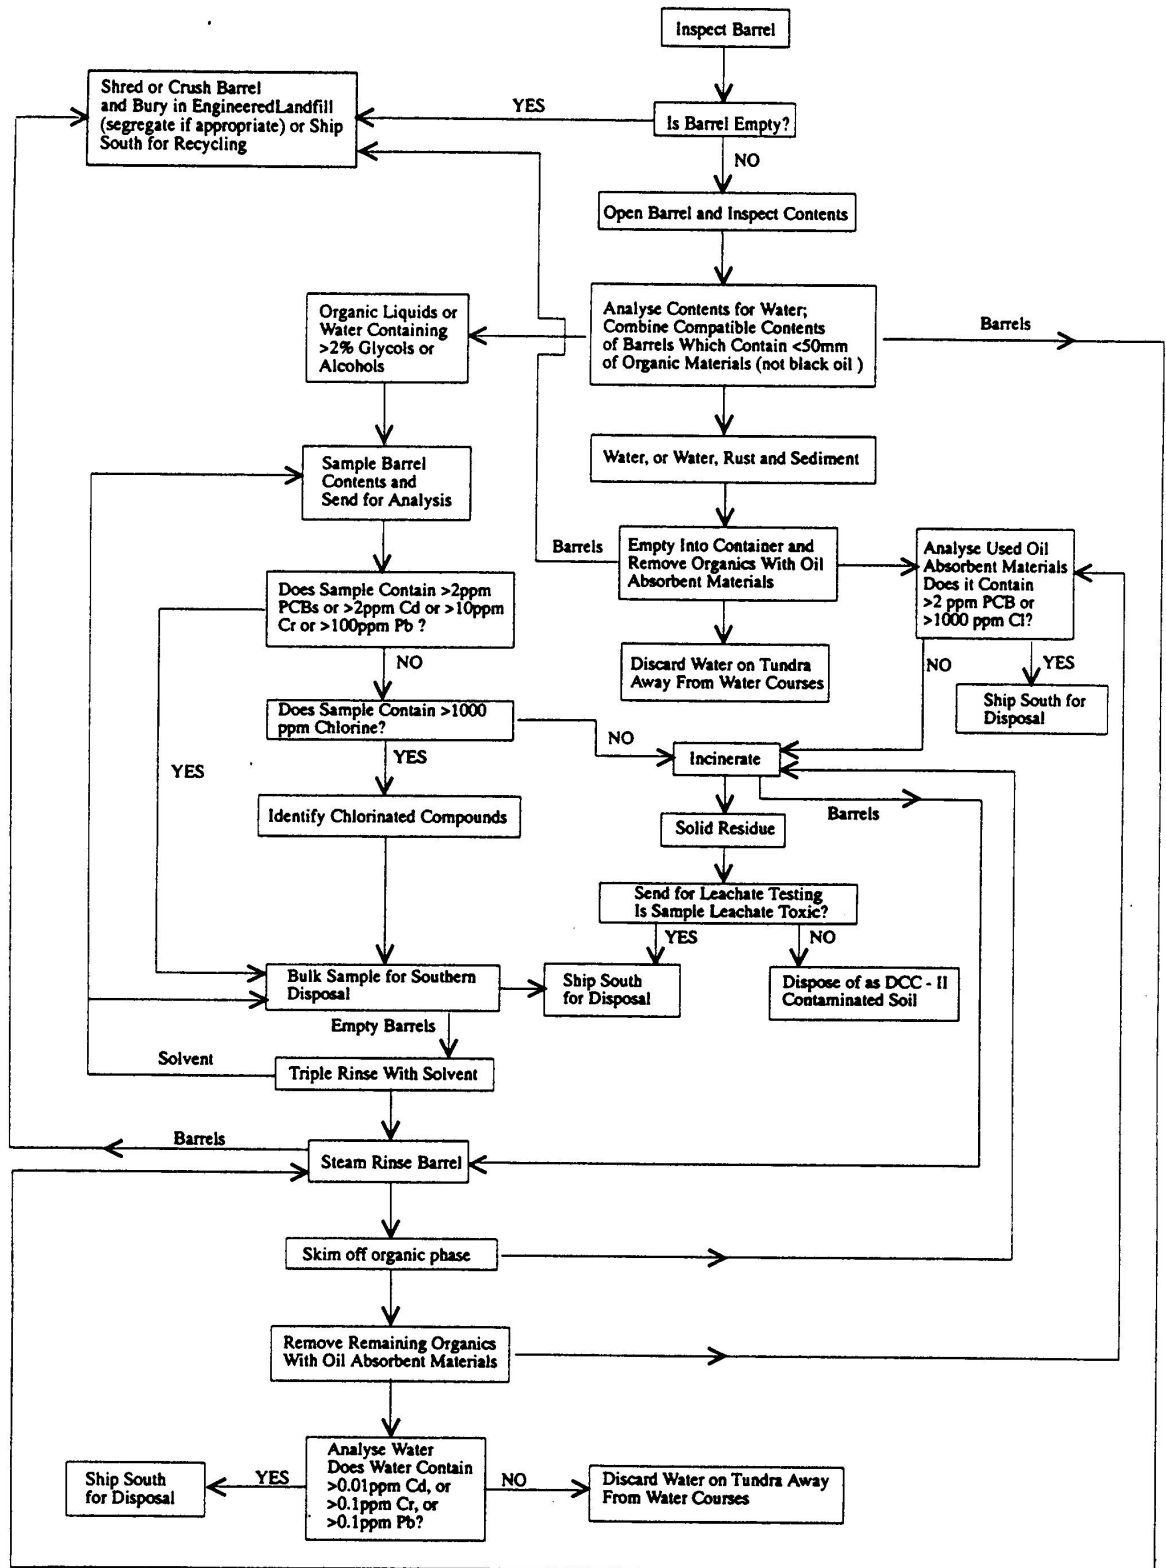 Inspect Barrel
Shred or Crush Barrel
and Bury in EngineeredLandfill
(segregate if appropriate) or Ship
South for Recycling
YES
Is Barrel Empty?
NO
Open Barrel and Inspect Contents
Organic Liquids or
Water Containing
>2% Glycols or
Alcohols
Analyse Contents for Water;
Combine Compatible Contents
of Barrels Which Contain <50mm
of Organic Materials (not black oil )
Barrels
Sample Barrel
Contents and
Send for Analysis
Water, or Water, Rust and Sediment
Barrels
Empty Into Container and
Remove Organics With Oil
Absorbent Materials
Analyse Used Oil
Absorbent Materials
Does it Contain
>2 ppm PCB or
>1000 ppm Cl?
Does Sample Contain >2ppm
PCBs or >2ppm Cd or >10ppm
Cr or >100ppm Pb ?
NO
Discard Water on Tundra
Away From Water Courses
NO
YES
Ship South for
Disposal
Does Sample Contain >1000
ppm Chlorine?
NO
YES
YES
Incinerate
Barrels
Identify Chlorinated Compounds
Solid Residue
Send for Leachate Testing
Is Sample Leachate Toxic?
YES
NO
Bulk Sample for Southern
Disposal
Ship South
for Disposal
Dispose of as DCC - II
Contaminated Soil
Empty Barrels
Solvent
Triple Rinse With Solvent
Barrels
Steam Rinse Barrel
Skim off organic phase
Remove Remaining Organics
With Oil Absorbent Materials
Analyse Water
Does Water Contain
>0.01ppm Cd, or
>0.1ppm Cr, or
>0.1ppm Pb?
YES
Ship South
for Disposal
NO
Discard Water on Tundra Away
From Water Courses